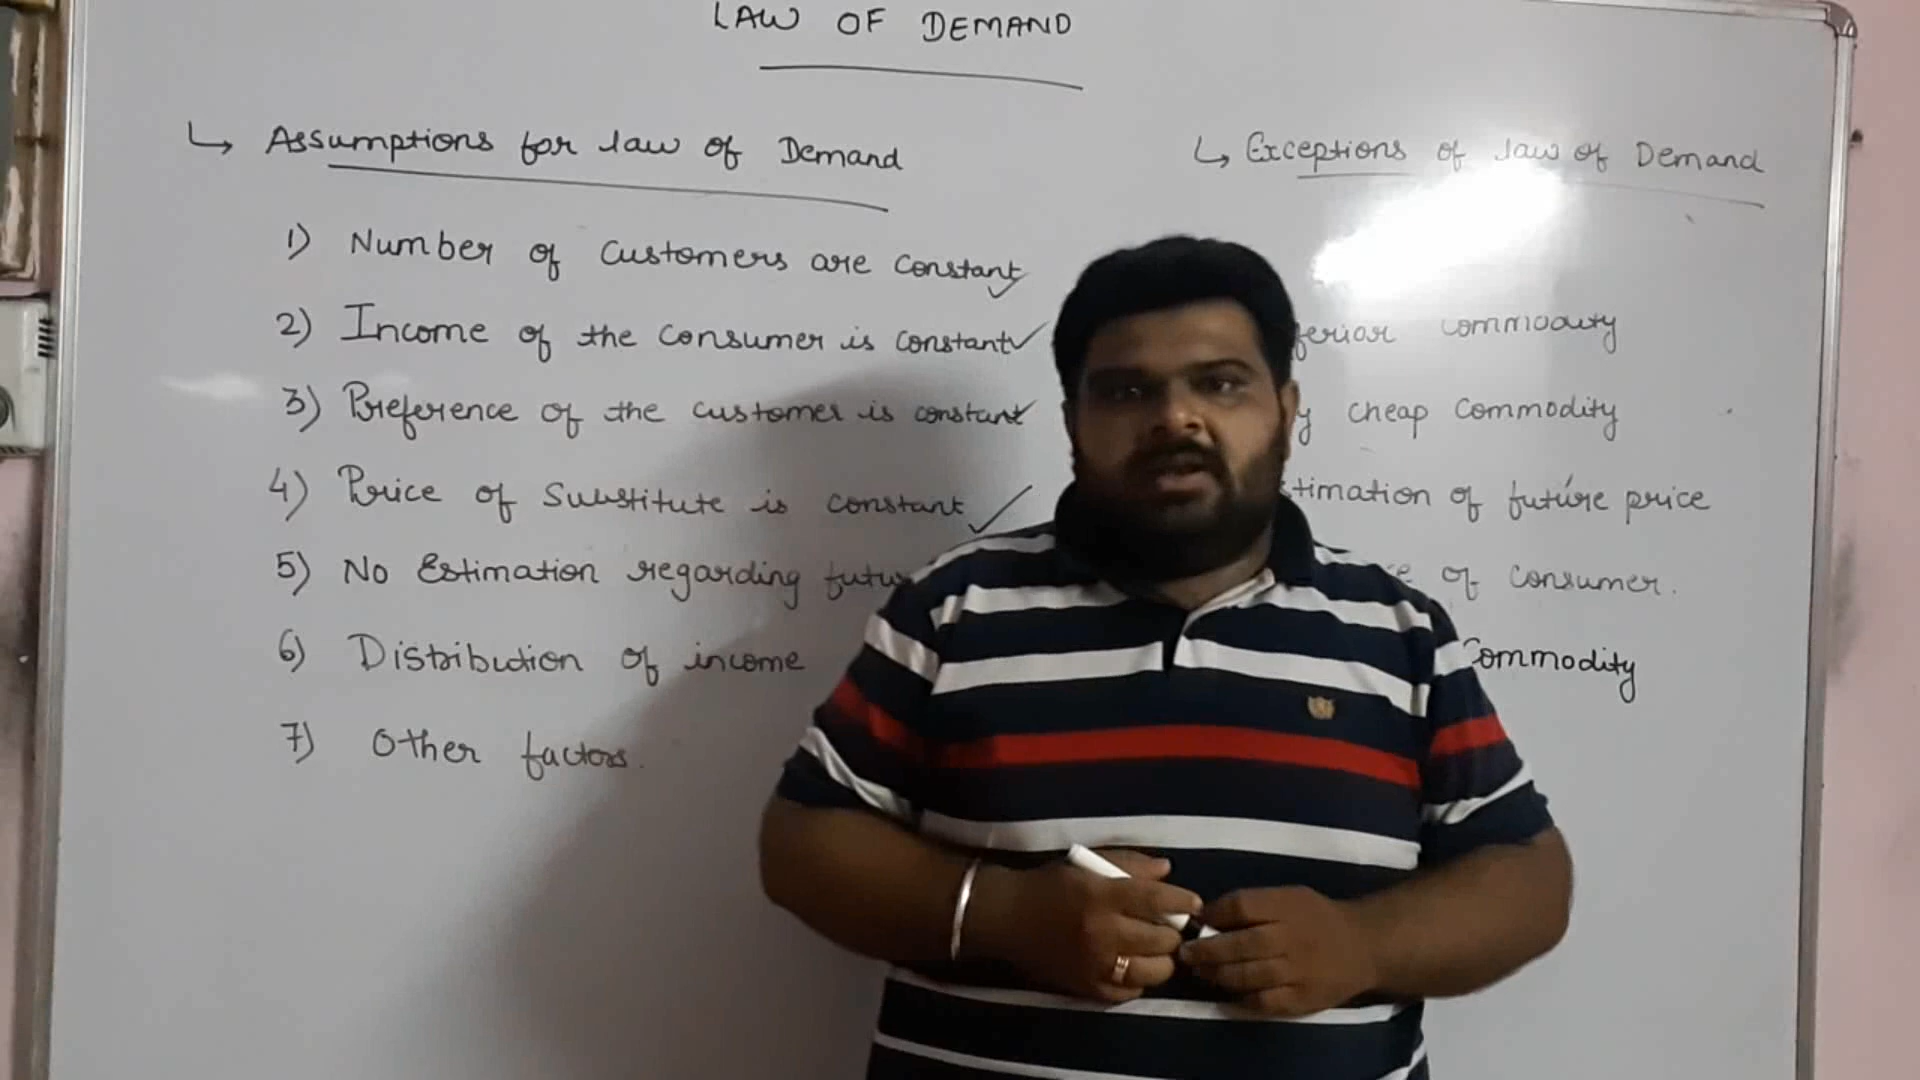 LAW OF DEMAND
↳ Assumptions for law of Demand
1) Number of Customers are constant
2) Income of the consumer is constant
3) Preference of the customer is constant
4) Price of Substitute is constant
5) No Estimation regarding
6) Distribution of income
7) Other factors.
↳ Exceptions of law of Demand
commodity
cheap commodity
of future price
of consumer.
Commodity